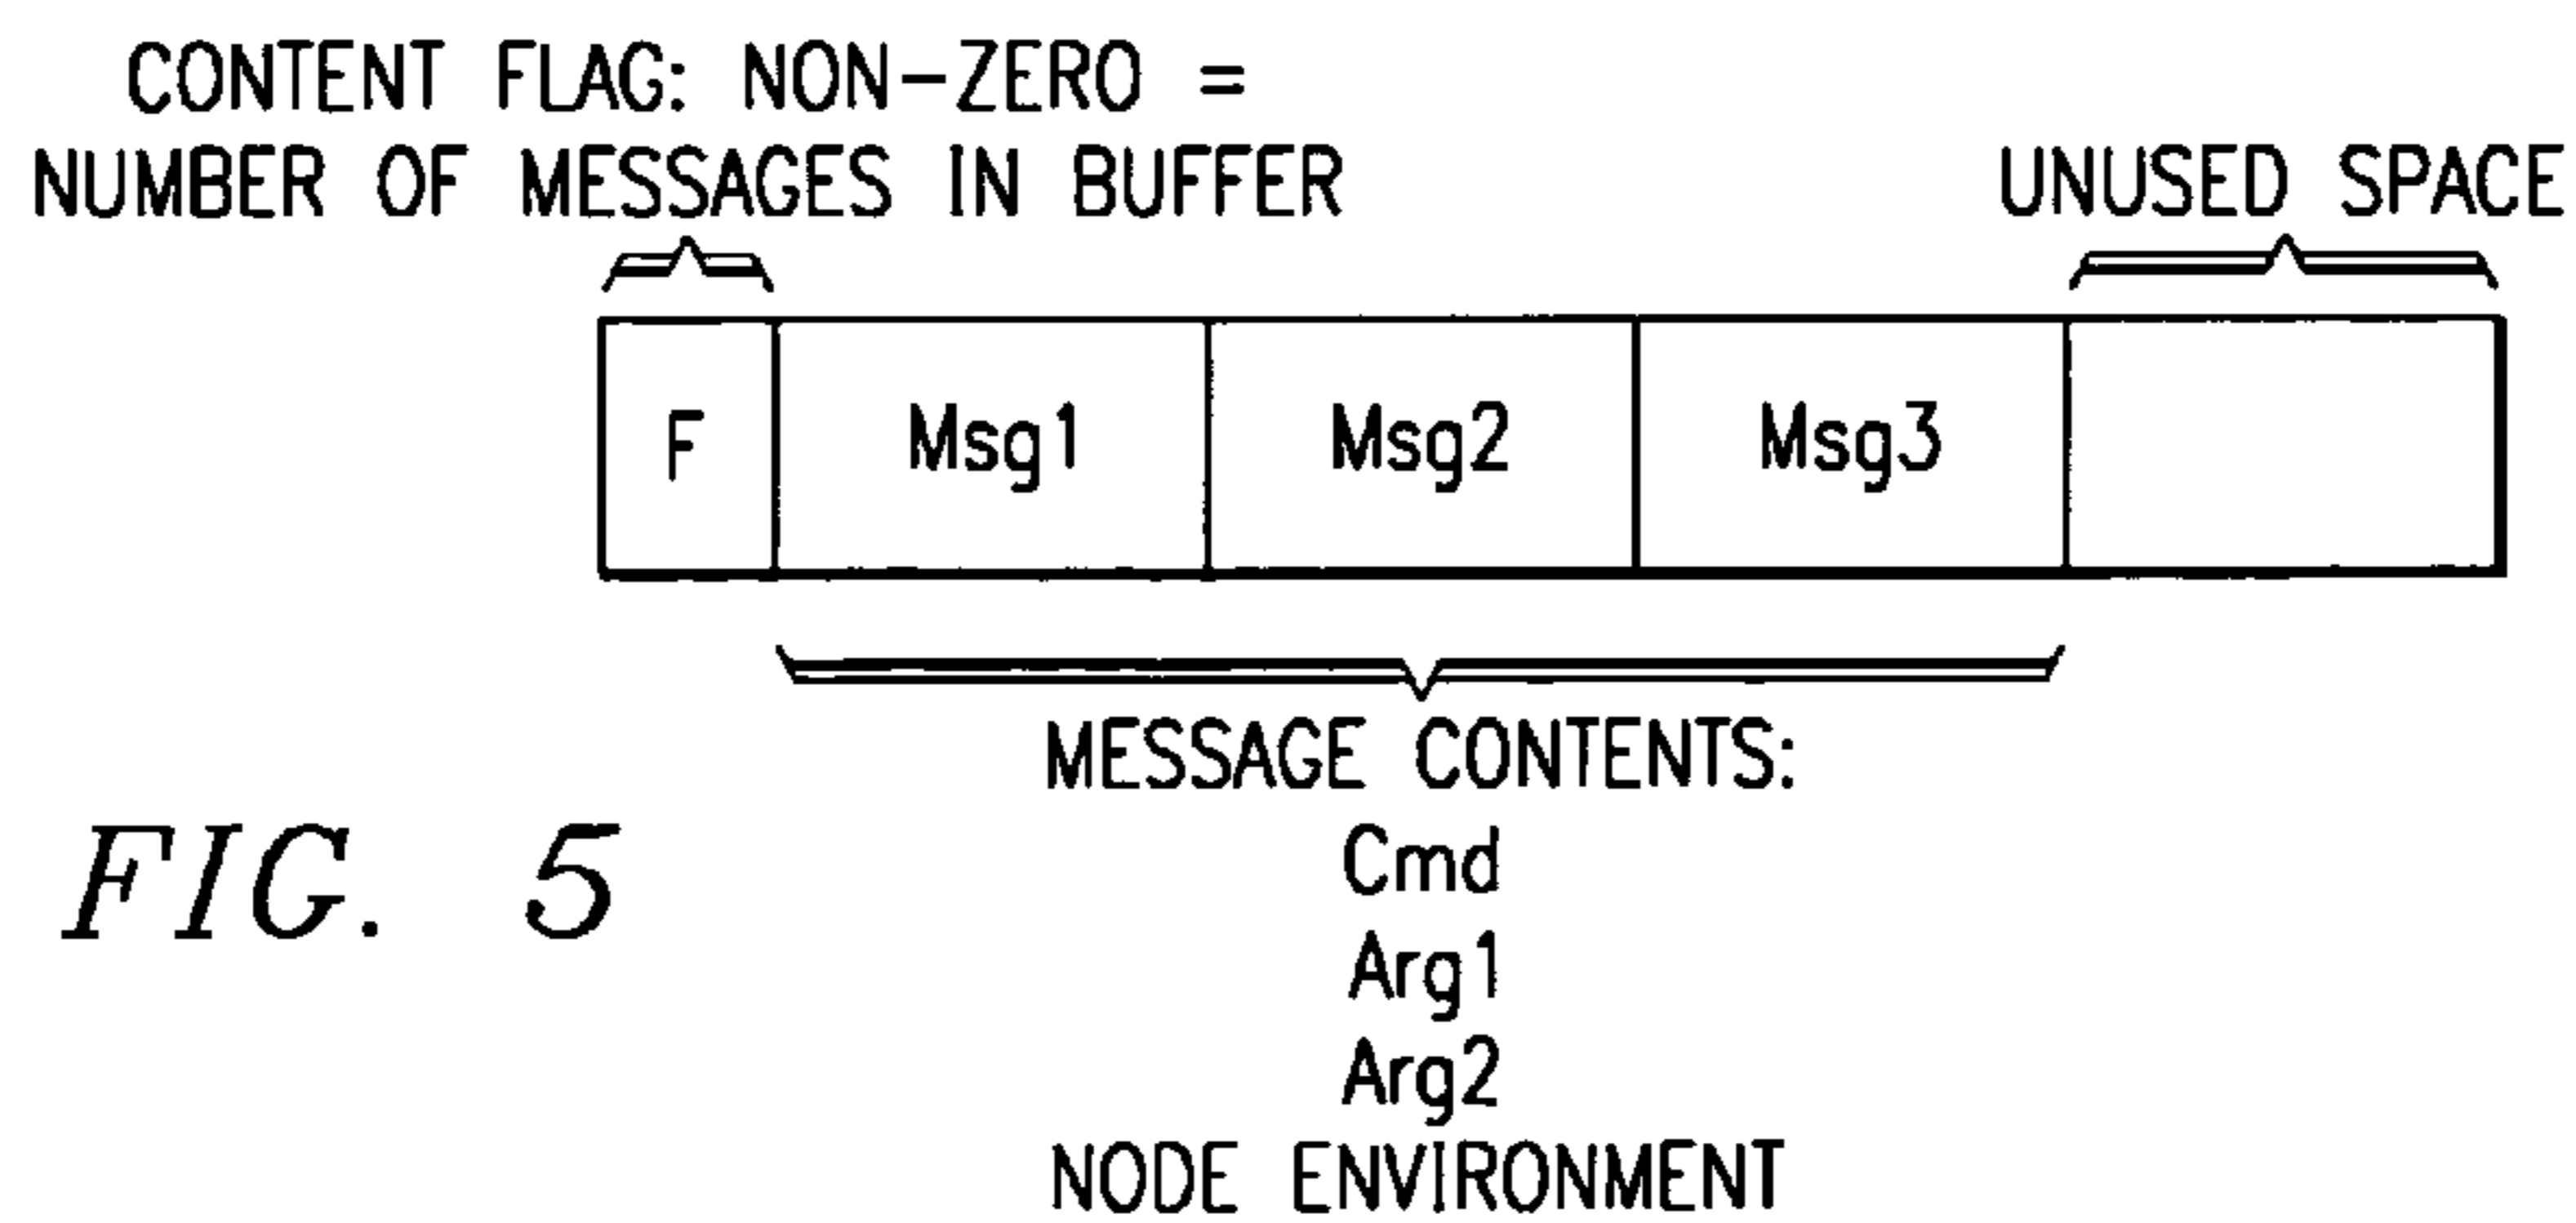 CONTENT FLAG: NON-ZERO =
NUMBER OF MESSAGES IN BUFFER
UNUSED SPACE
F
Msg1
Msg2
Msg3
MESSAGE CONTENTS:
Cmd
Arg1
Arg2
NODE ENVIRONMENT
FIG. 5